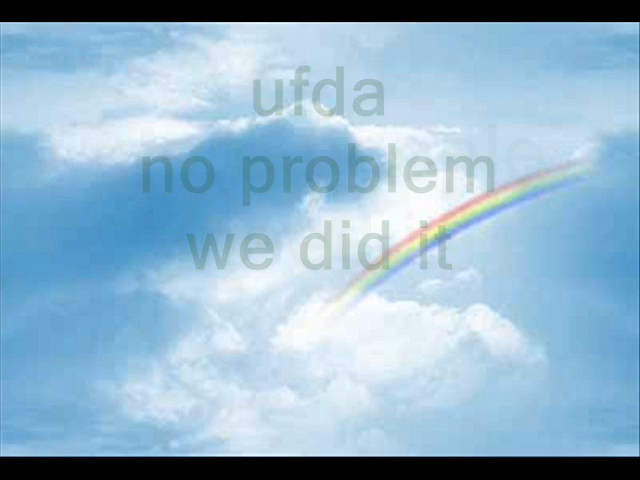 ufda
no problem
we did it